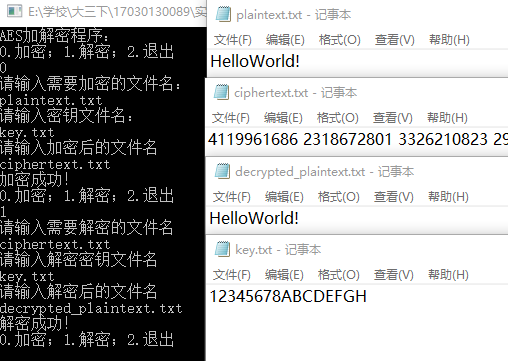 E:\学校\大三下\17030130089\实
AES加解密程序：
0.加密；1.解密；2.退出
0
请输入需要加密的文件名：
plaintext.txt
请输入密钥文件名：
key.txt
请输入加密后的文件名
ciphertext.txt
加密成功！
0.加密；1.解密；2.退出
1
请输入需要解密的文件名
ciphertext.txt
请输入解密密钥文件名
key.txt
请输入解密后的文件名
decrypted_plaintext.txt
解密成功！
0.加密；1.解密；2.退出
plaintext.txt - 记事本
文件(F) 编辑(E) 格式(O) 查看(V) 帮助(H)
HelloWorld!
ciphertext.txt - 记事本
文件(F) 编辑(E) 格式(O) 查看(V) 帮助(H)
4119961686 2318672801 3326210823 29
decrypted_plaintext.txt - 记事本
文件(F) 编辑(E) 格式(O) 查看(V) 帮助(H)
HelloWorld!
key.txt - 记事本
文件(F) 编辑(E) 格式(O) 查看(V) 帮助(H)
12345678ABCDEFGH